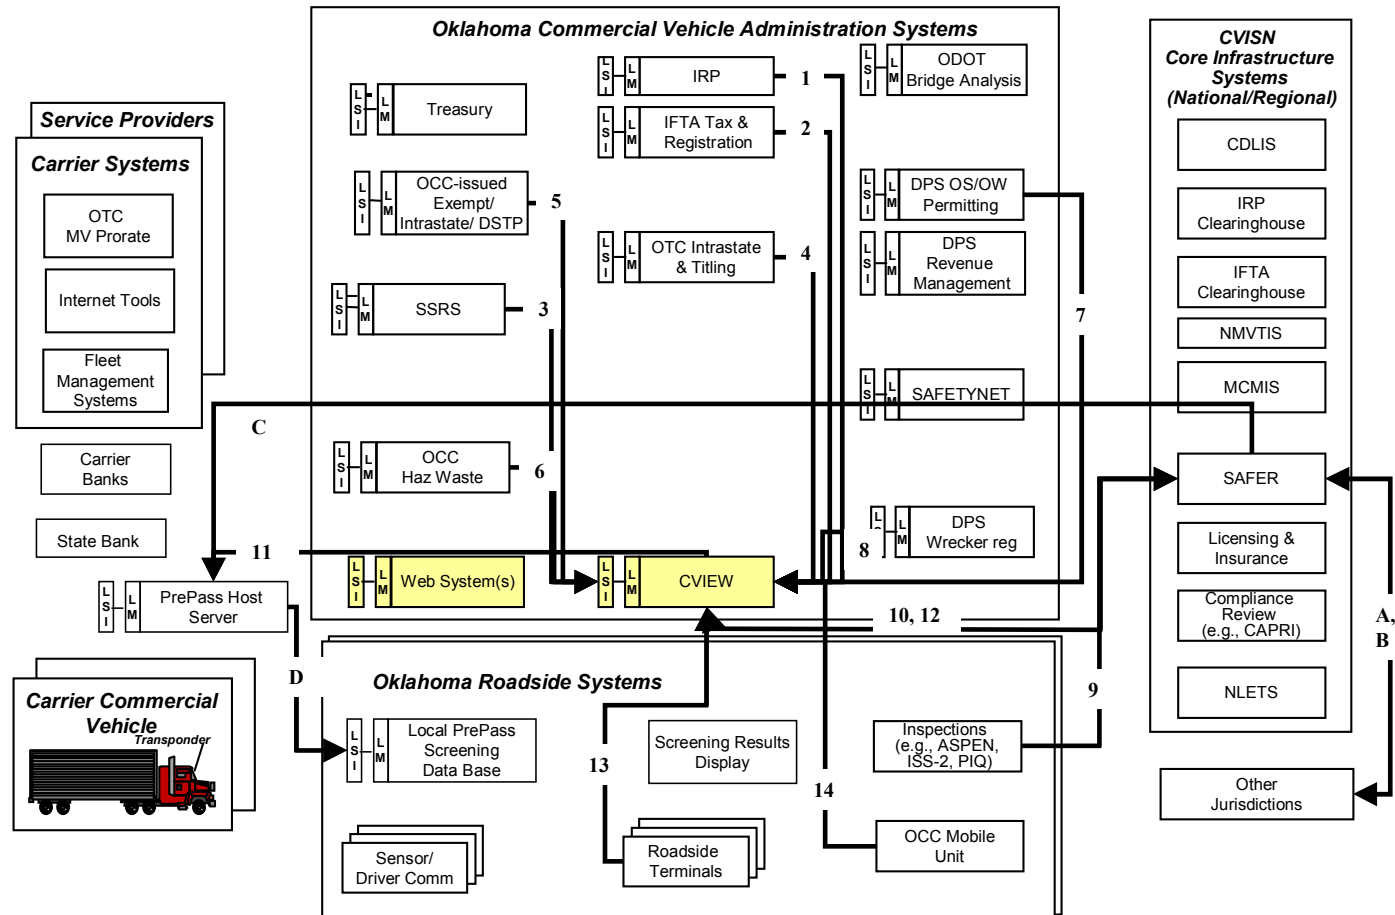 Oklahoma Commercial Vehicle Administration Systems
L
S
I
L
M
Treasury
L
S
I
L
M
IRP
1
L
S
I
L
M
IFTA Tax &
Registration
2
L
S
I
L
M
ODOT
Bridge Analysis
L
S
I
L
M
OCC-issued
Exempt/
Intrastate/ DSTP
5
L
S
I
L
M
OTC Intrastate
& Titling
4
L
S
I
L
M
DPS OS/OW
Permitting
L
S
I
L
M
DPS
Revenue
Management
7
L
S
I
L
M
SSRS
3
L
S
I
L
M
SAFETYNET
L
S
I
L
M
OCC
Haz Waste
6
L
L
M
DPS
Wrecker reg
8
L
S
I
L
M
Web System(s)
L
S
I
L
M
CVIEW
10, 12
Service Providers
Carrier Systems
OTC
MV Prorate
Internet Tools
Fleet
Management
Systems
C
Carrier
Banks
State Bank
11
L
S
I
L
M
PrePass Host
Server
D
Carrier Commercial
Vehicle
Transponder
Oklahoma Roadside Systems
L
S
I
L
M
Local PrePass
Screening
Data Base
Screening Results
Display
Inspections
(e.g., ASPEN,
ISS-2, PIQ)
9
13
14
Sensor/
Driver Comm
Roadside
Terminals
OCC Mobile
Unit
CVISN
Core Infrastructure
Systems
(National/Regional)
CDLIS
IRP
Clearinghouse
IFTA
Clearinghouse
NMVTIS
MCMIS
SAFER
Licensing &
Insurance
Compliance
Review
(e.g., CAPRI)
NLETS
A,
B
Other
Jurisdictions